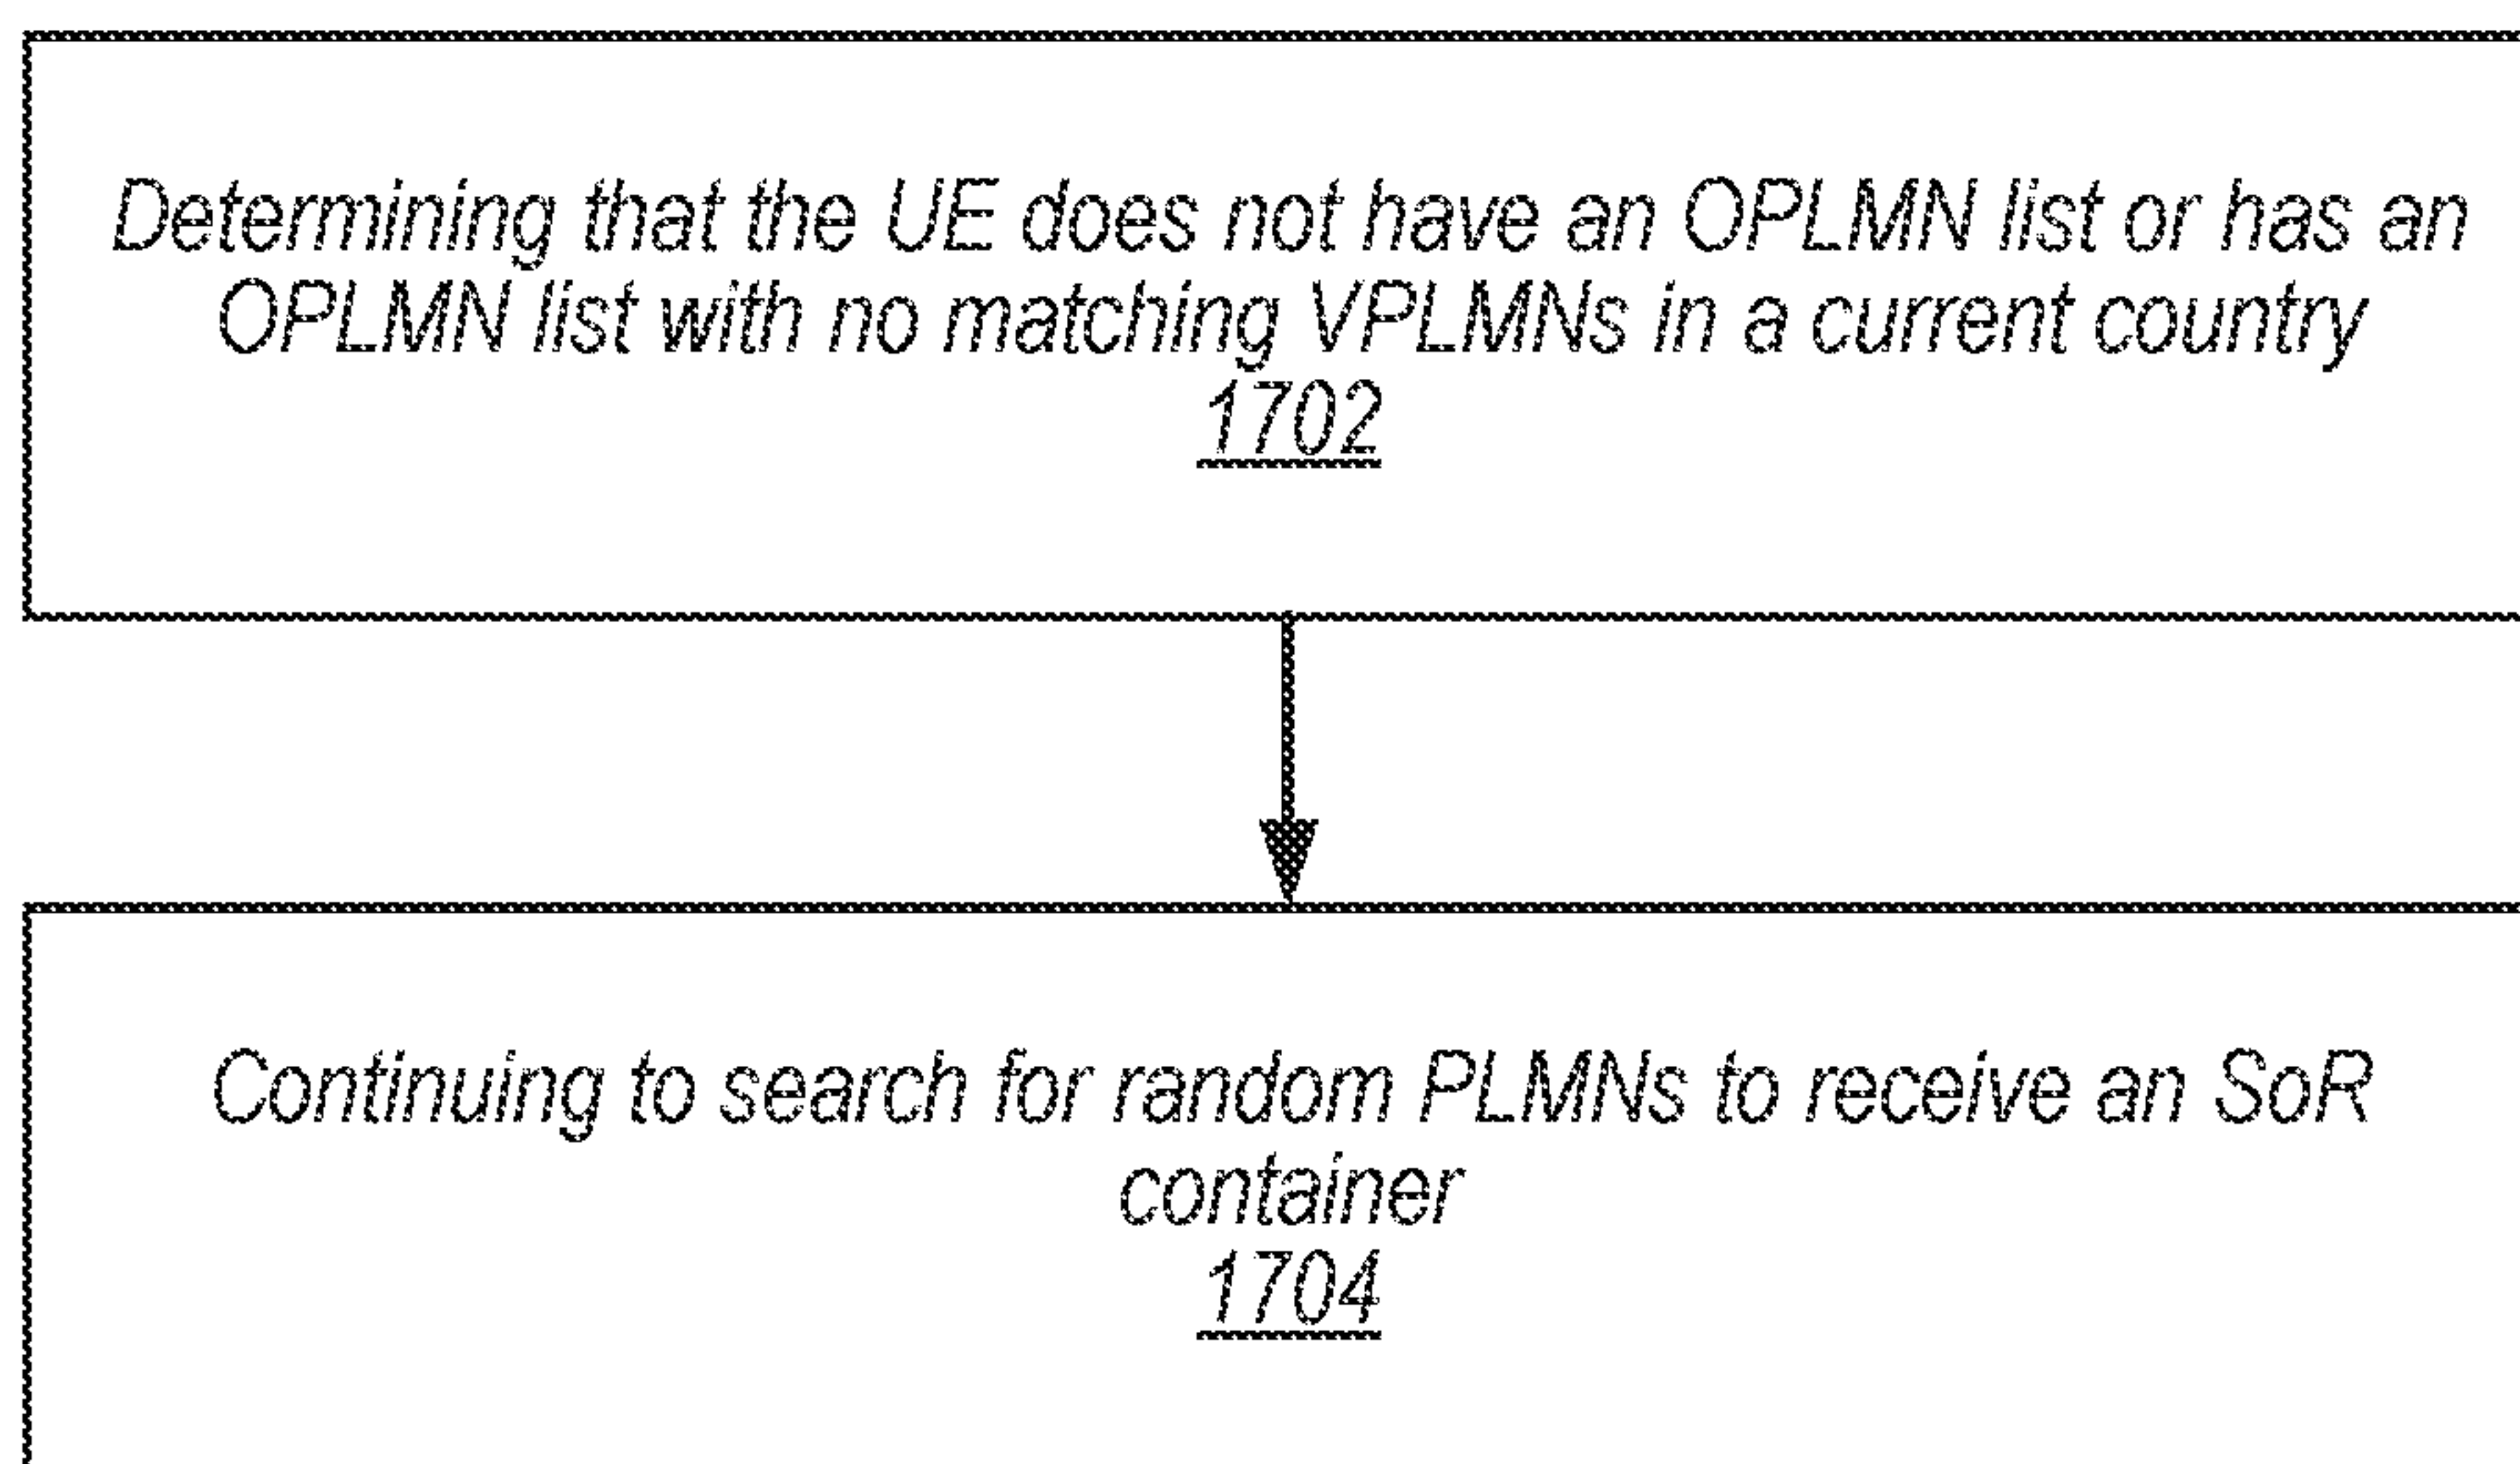 Determining that the UE does not have an OPLMN list or has an
OPLMN list with no matching VPLMNs in a current country
1702
Continuing to search for random PLMNs to receive an SoR
container
1704